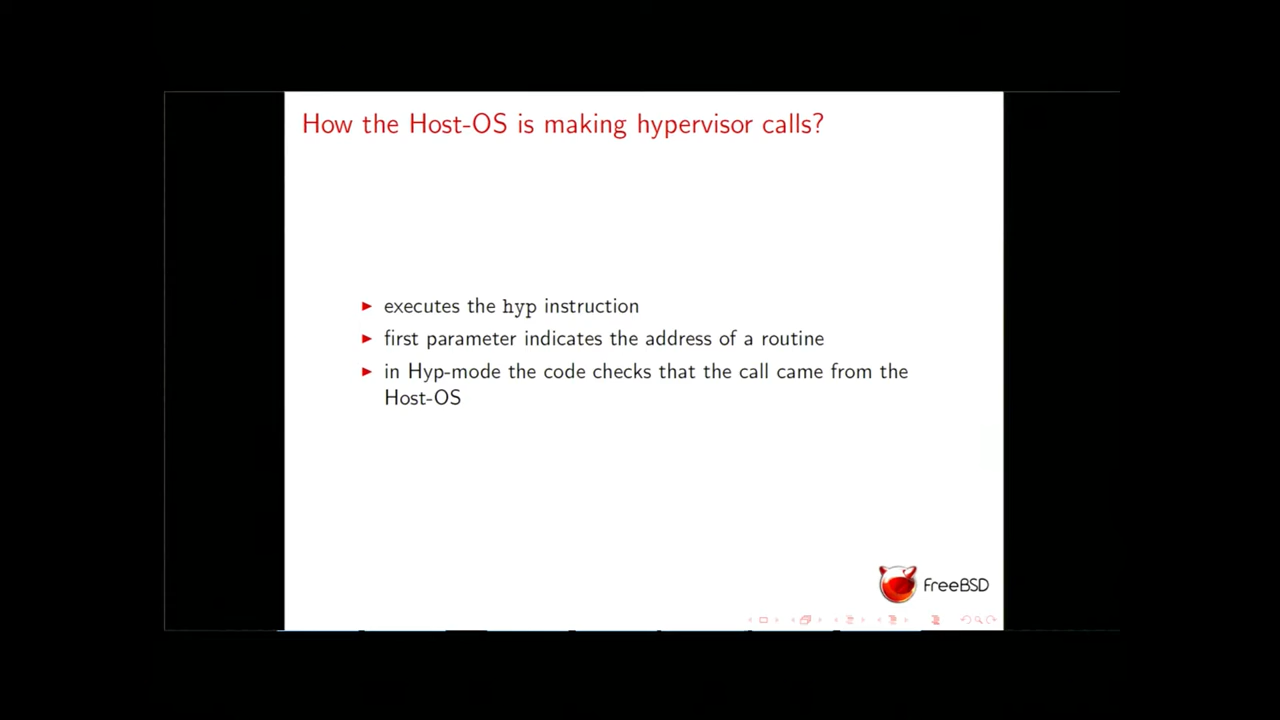 How the Host-OS is making hypervisor calls?
executes the hyp instruction
first parameter indicates the address of a routine
in Hyp-mode the code checks that the call came from the
Host-OS
FreeBSD